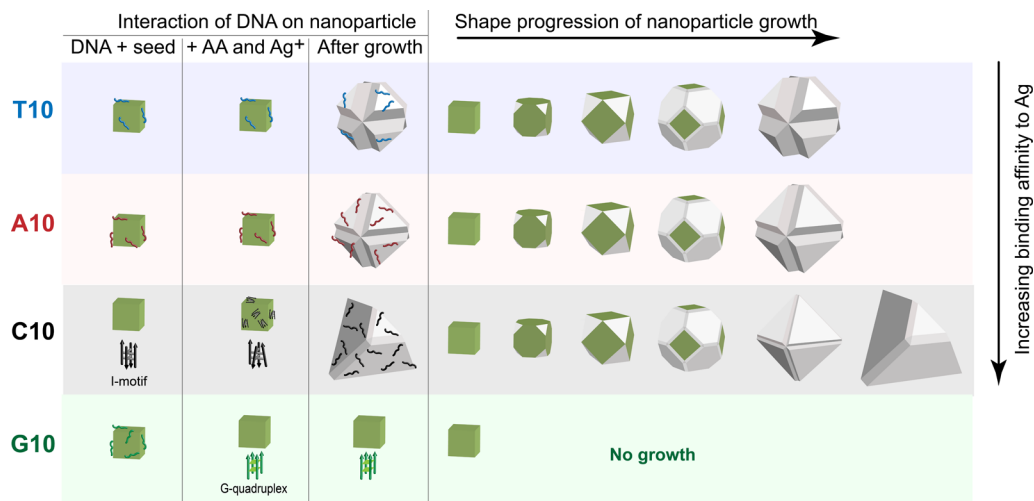 Interaction of DNA on nanoparticle
Shape progression of nanoparticle growth
DNA + seed
+ AA and Ag⁺
After growth
T10
A10
C10
I-motif
G10
G-quadruplex
No growth
Increasing binding affinity to Ag